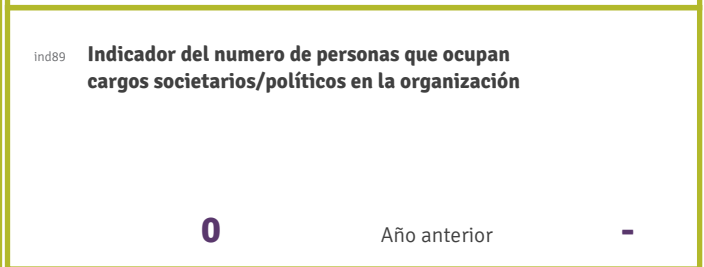 ind89 Indicador del numero de personas que ocupan
cargos societarios/políticos en la organización
0 Año anterior -